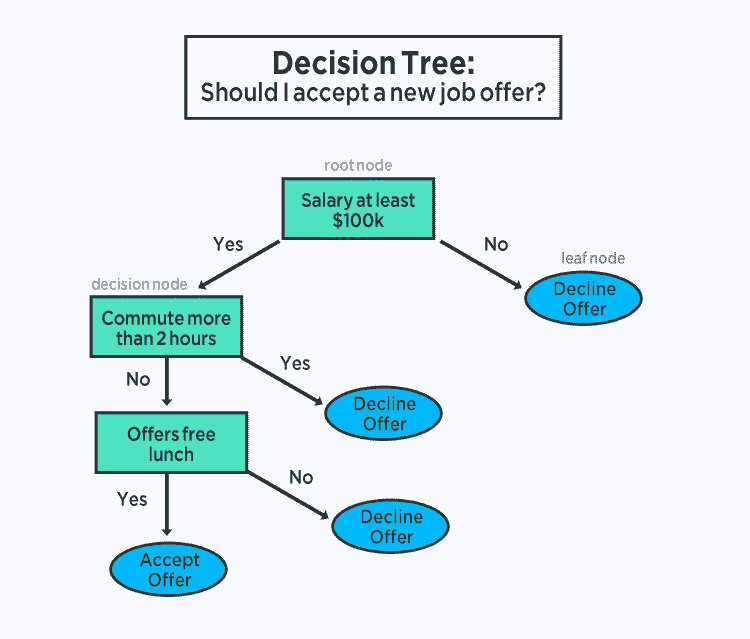 Decision Tree:
Should I accept a new job offer?
root node
Salary at least
$100k
Yes
No
leaf node
Decline
Offer
decision node
Commute more
than 2 hours
No
Yes
Decline
Offer
Offers free
lunch
Yes
No
Decline
Offer
Accept
Offer